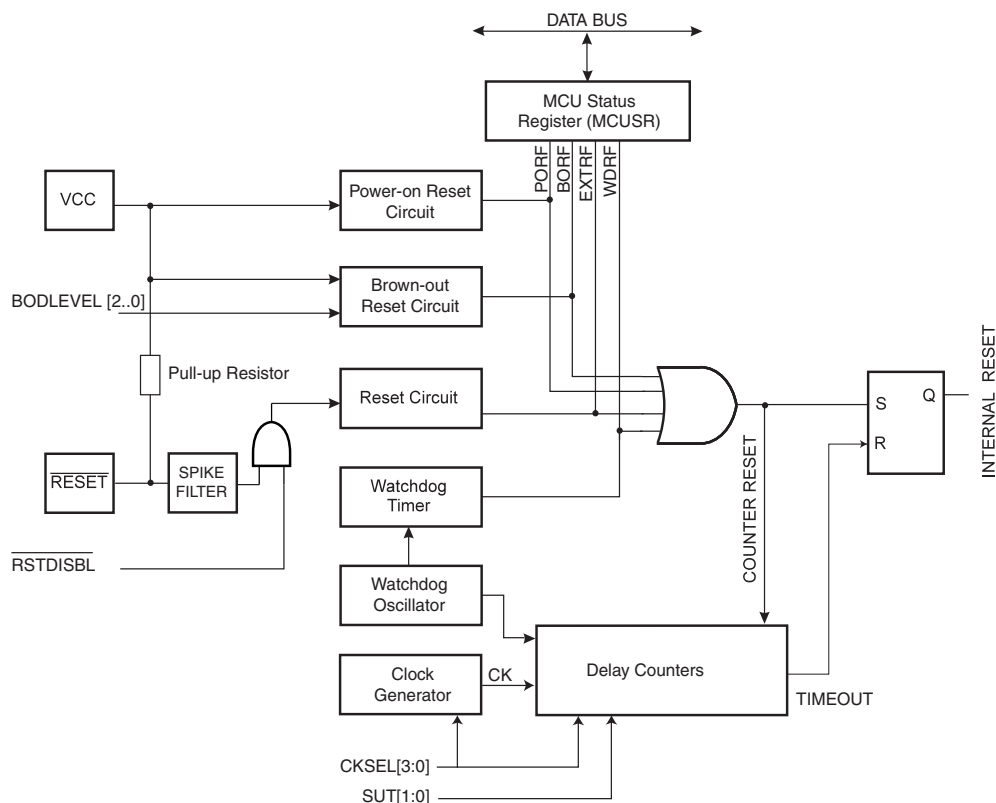 DATA BUS
MCU Status
Register (MCUSR)
PORF
BORF
EXTRF
WDRF
VCC
Power-on Reset
Circuit
Brown-out
Reset Circuit
BODLEVEL [2..0]
Pull-up Resistor
Reset Circuit
S
Q
R
INTERNAL RESET
RESET
SPIKE
FILTER
Watchdog
Timer
COUNTER RESET
RSTDISBL
Watchdog
Oscillator
Clock
Generator
CK
Delay Counters
TIMEOUT
CKSEL[3:0]
SUT[1:0]